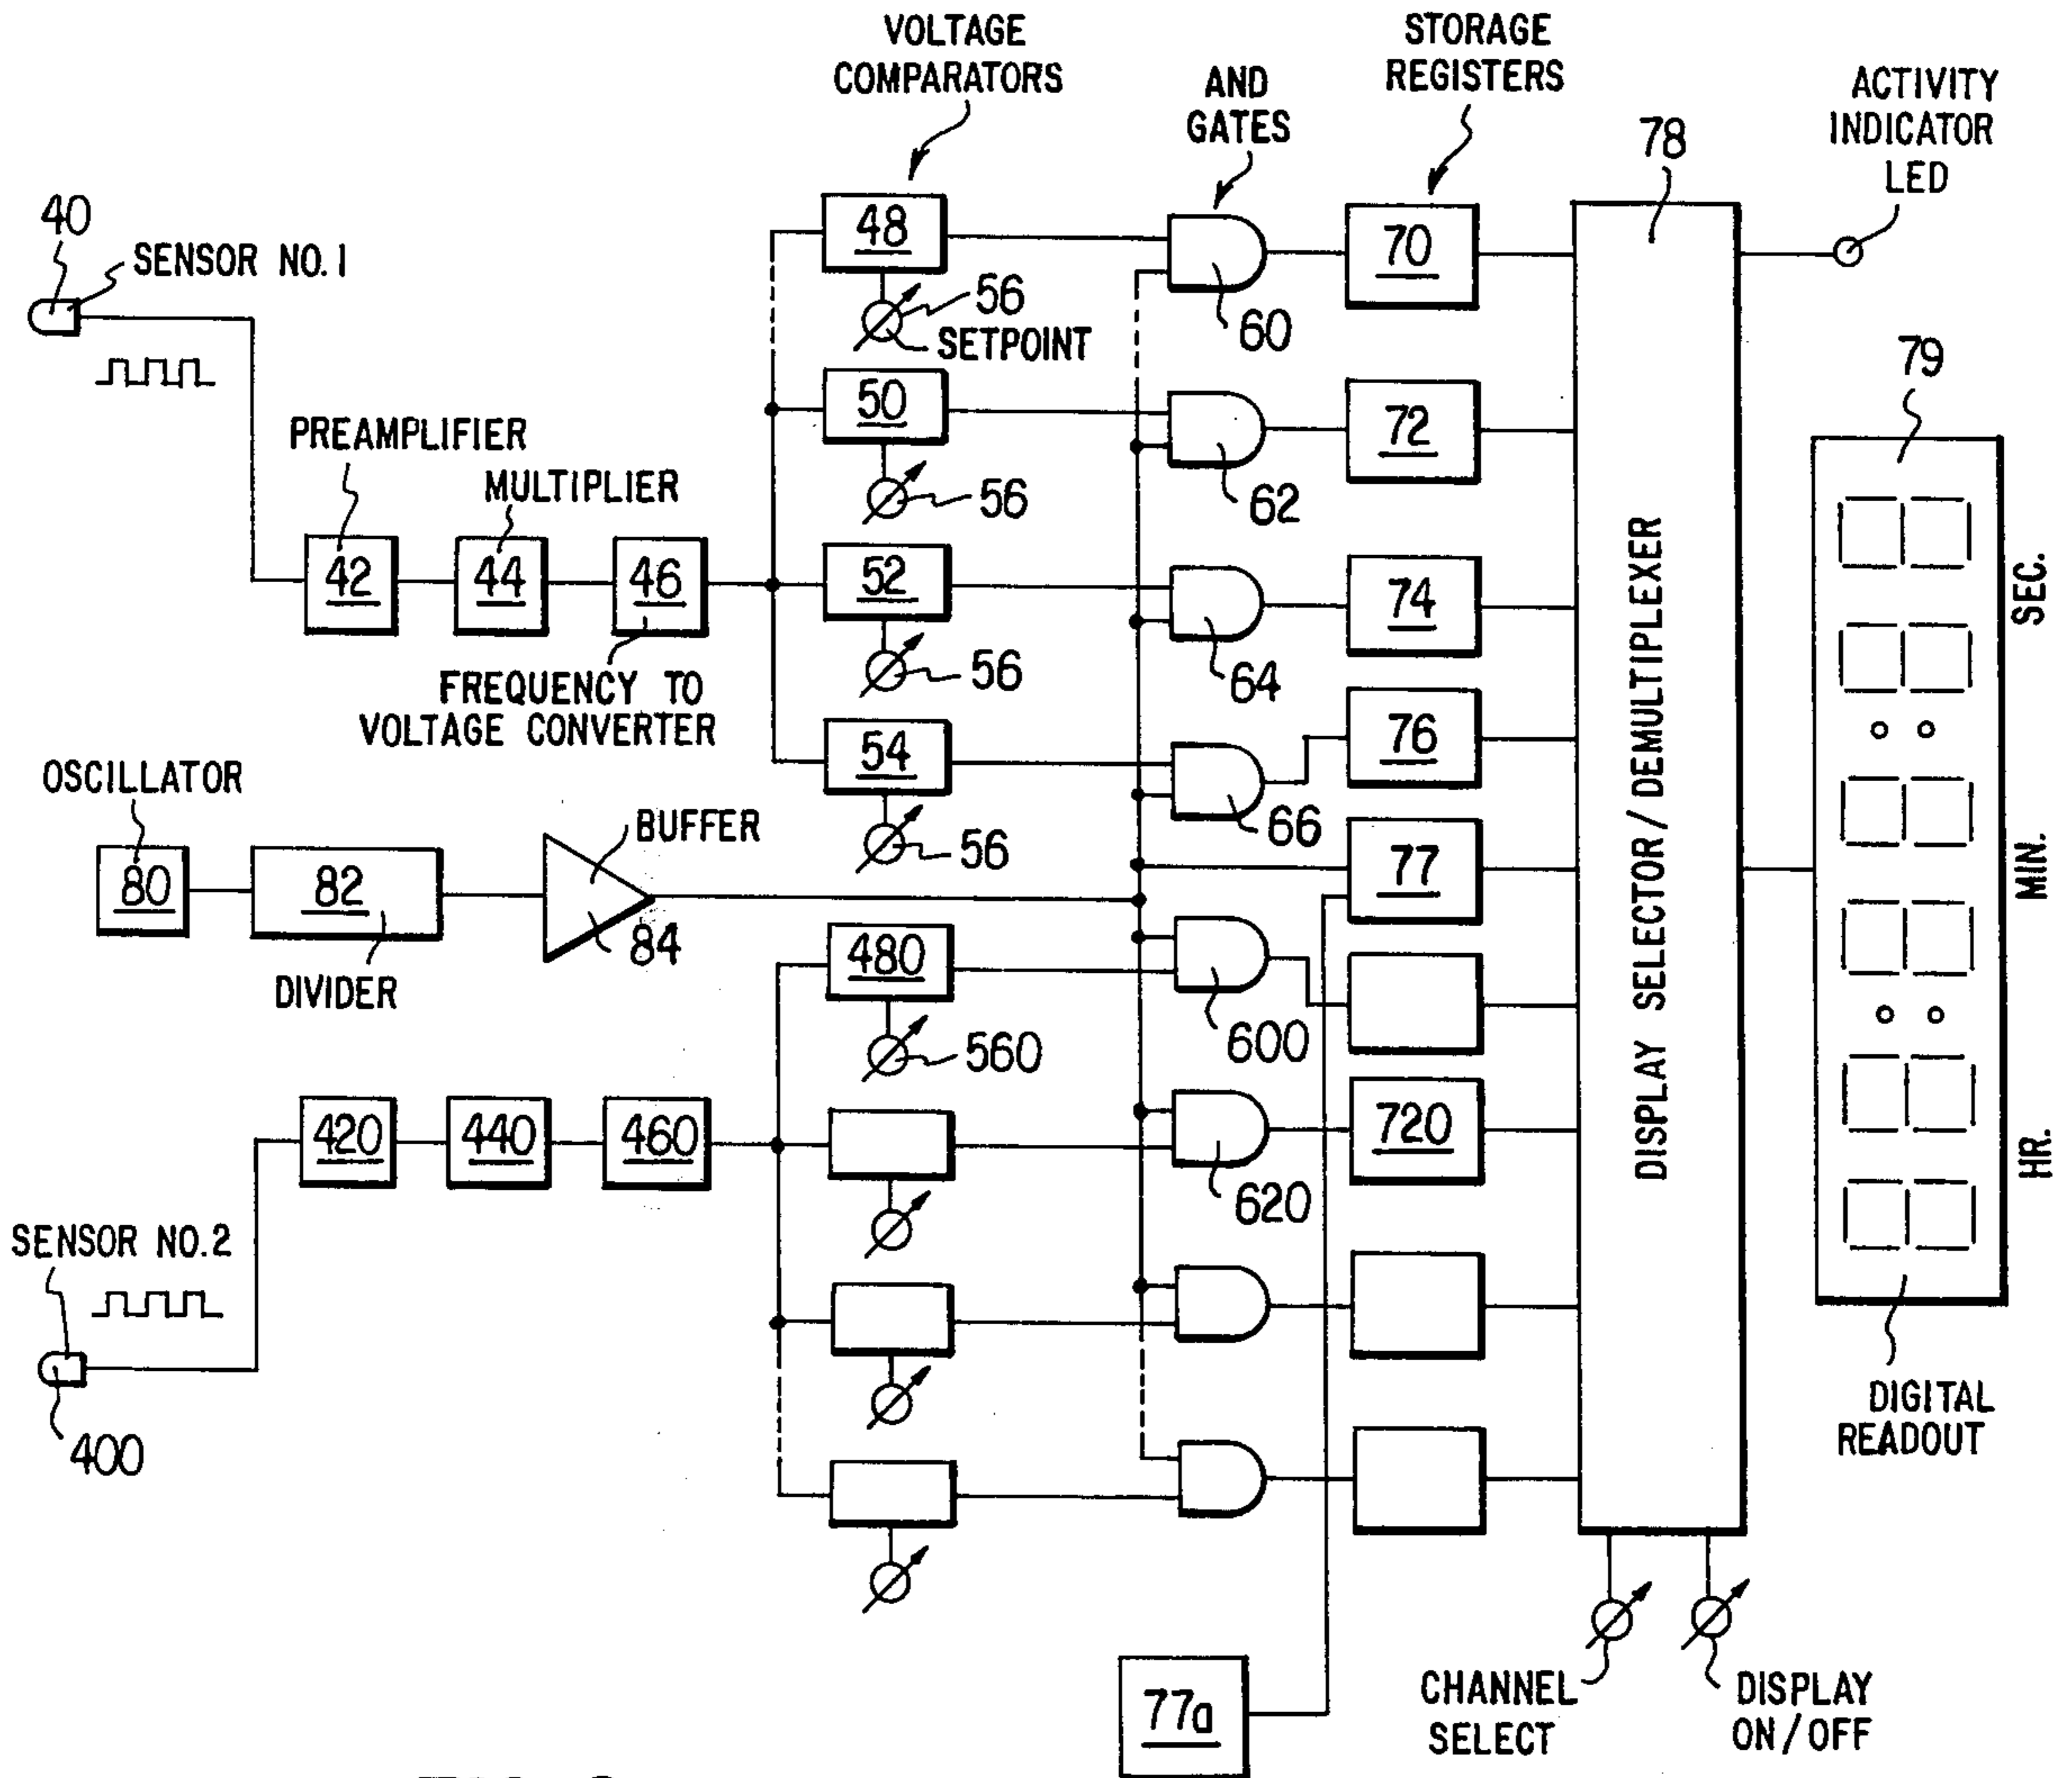 VOLTAGE
COMPARATORS
AND
GATES
STORAGE
REGISTERS
ACTIVITY
INDICATOR
LED
78
40
SENSOR NO.1
48
56
SETPOINT
60
70
79
50
56
62
72
PREAMPLIFIER
MULTIPLIER
42
44
46
52
56
64
74
SEC.
FREQUENCY TO
VOLTAGE CONVERTER
54
56
66
76
DISPLAY SELECTOR/DEMULTIPLEXER
OSCILLATOR
80
82
BUFFER
84
DIVIDER
77
MIN.
480
560
600
420
440
460
620
720
HR.
SENSOR NO.2
400
DIGITAL
READOUT
77a
CHANNEL
SELECT
DISPLAY
ON/OFF